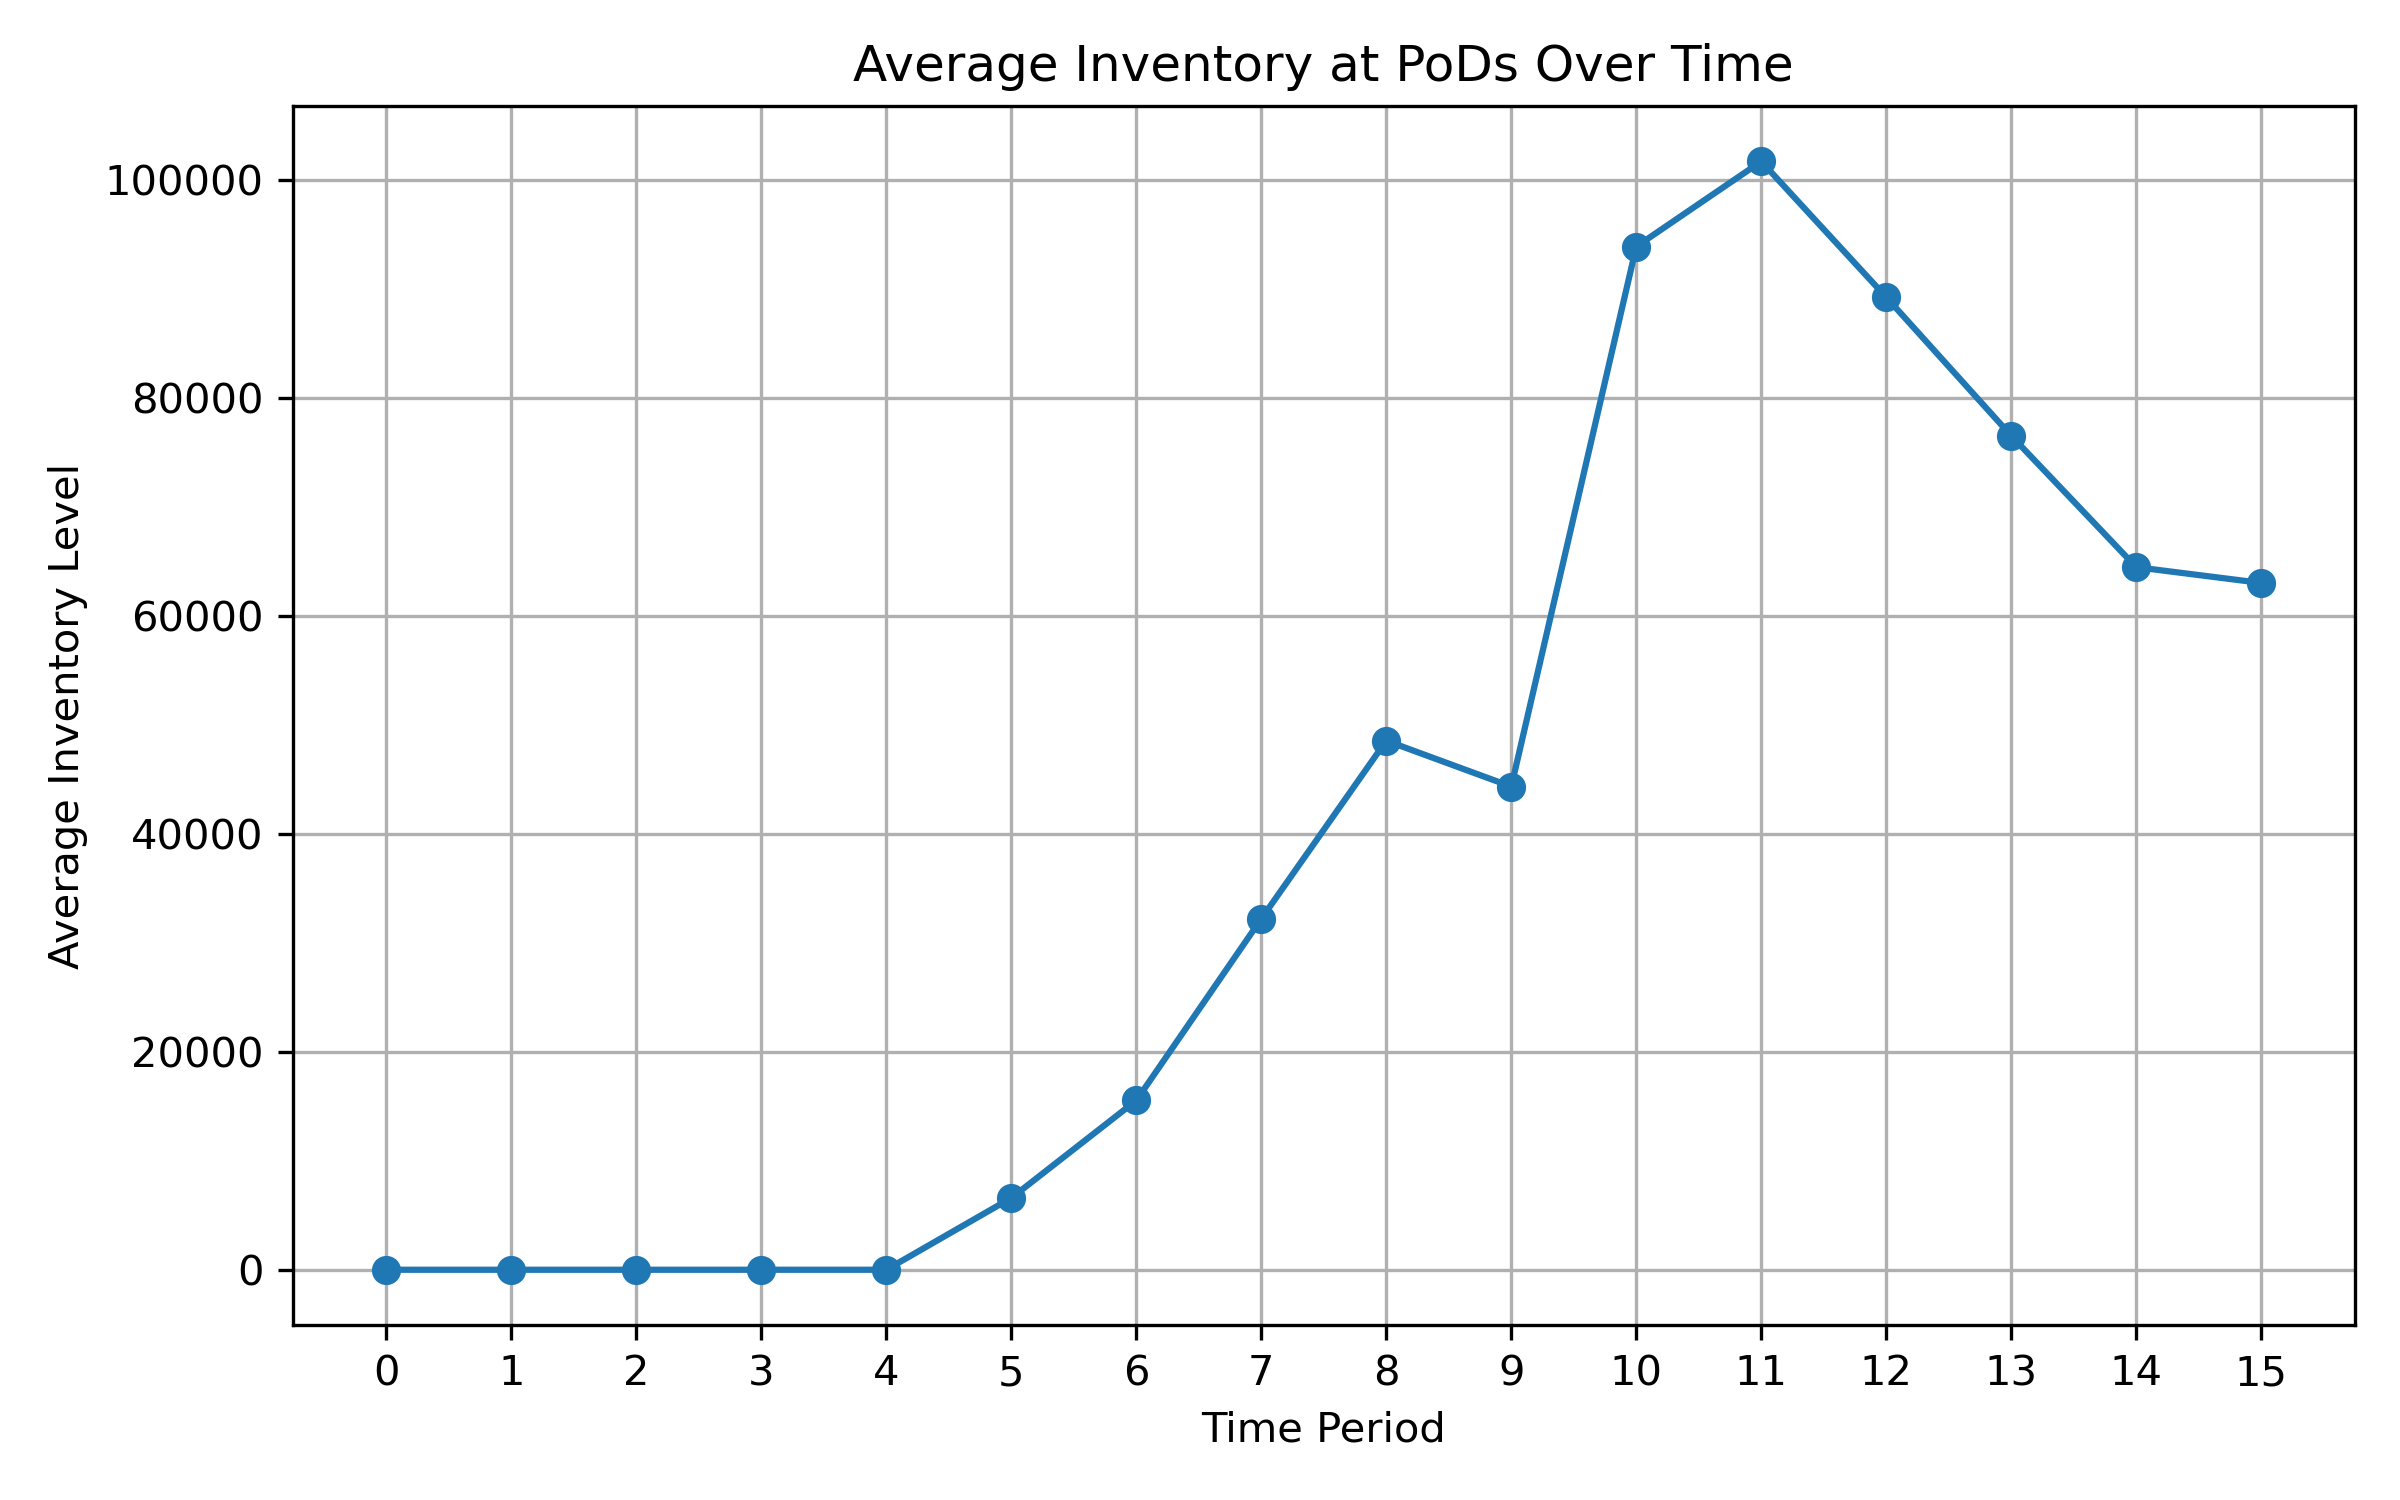 Average Inventory at PoDs Over Time
100000
80000
60000
40000
20000
0
Average Inventory Level
0 1 2 3 4 5 6 7 8 9 10 11 12 13 14 15
Time Period